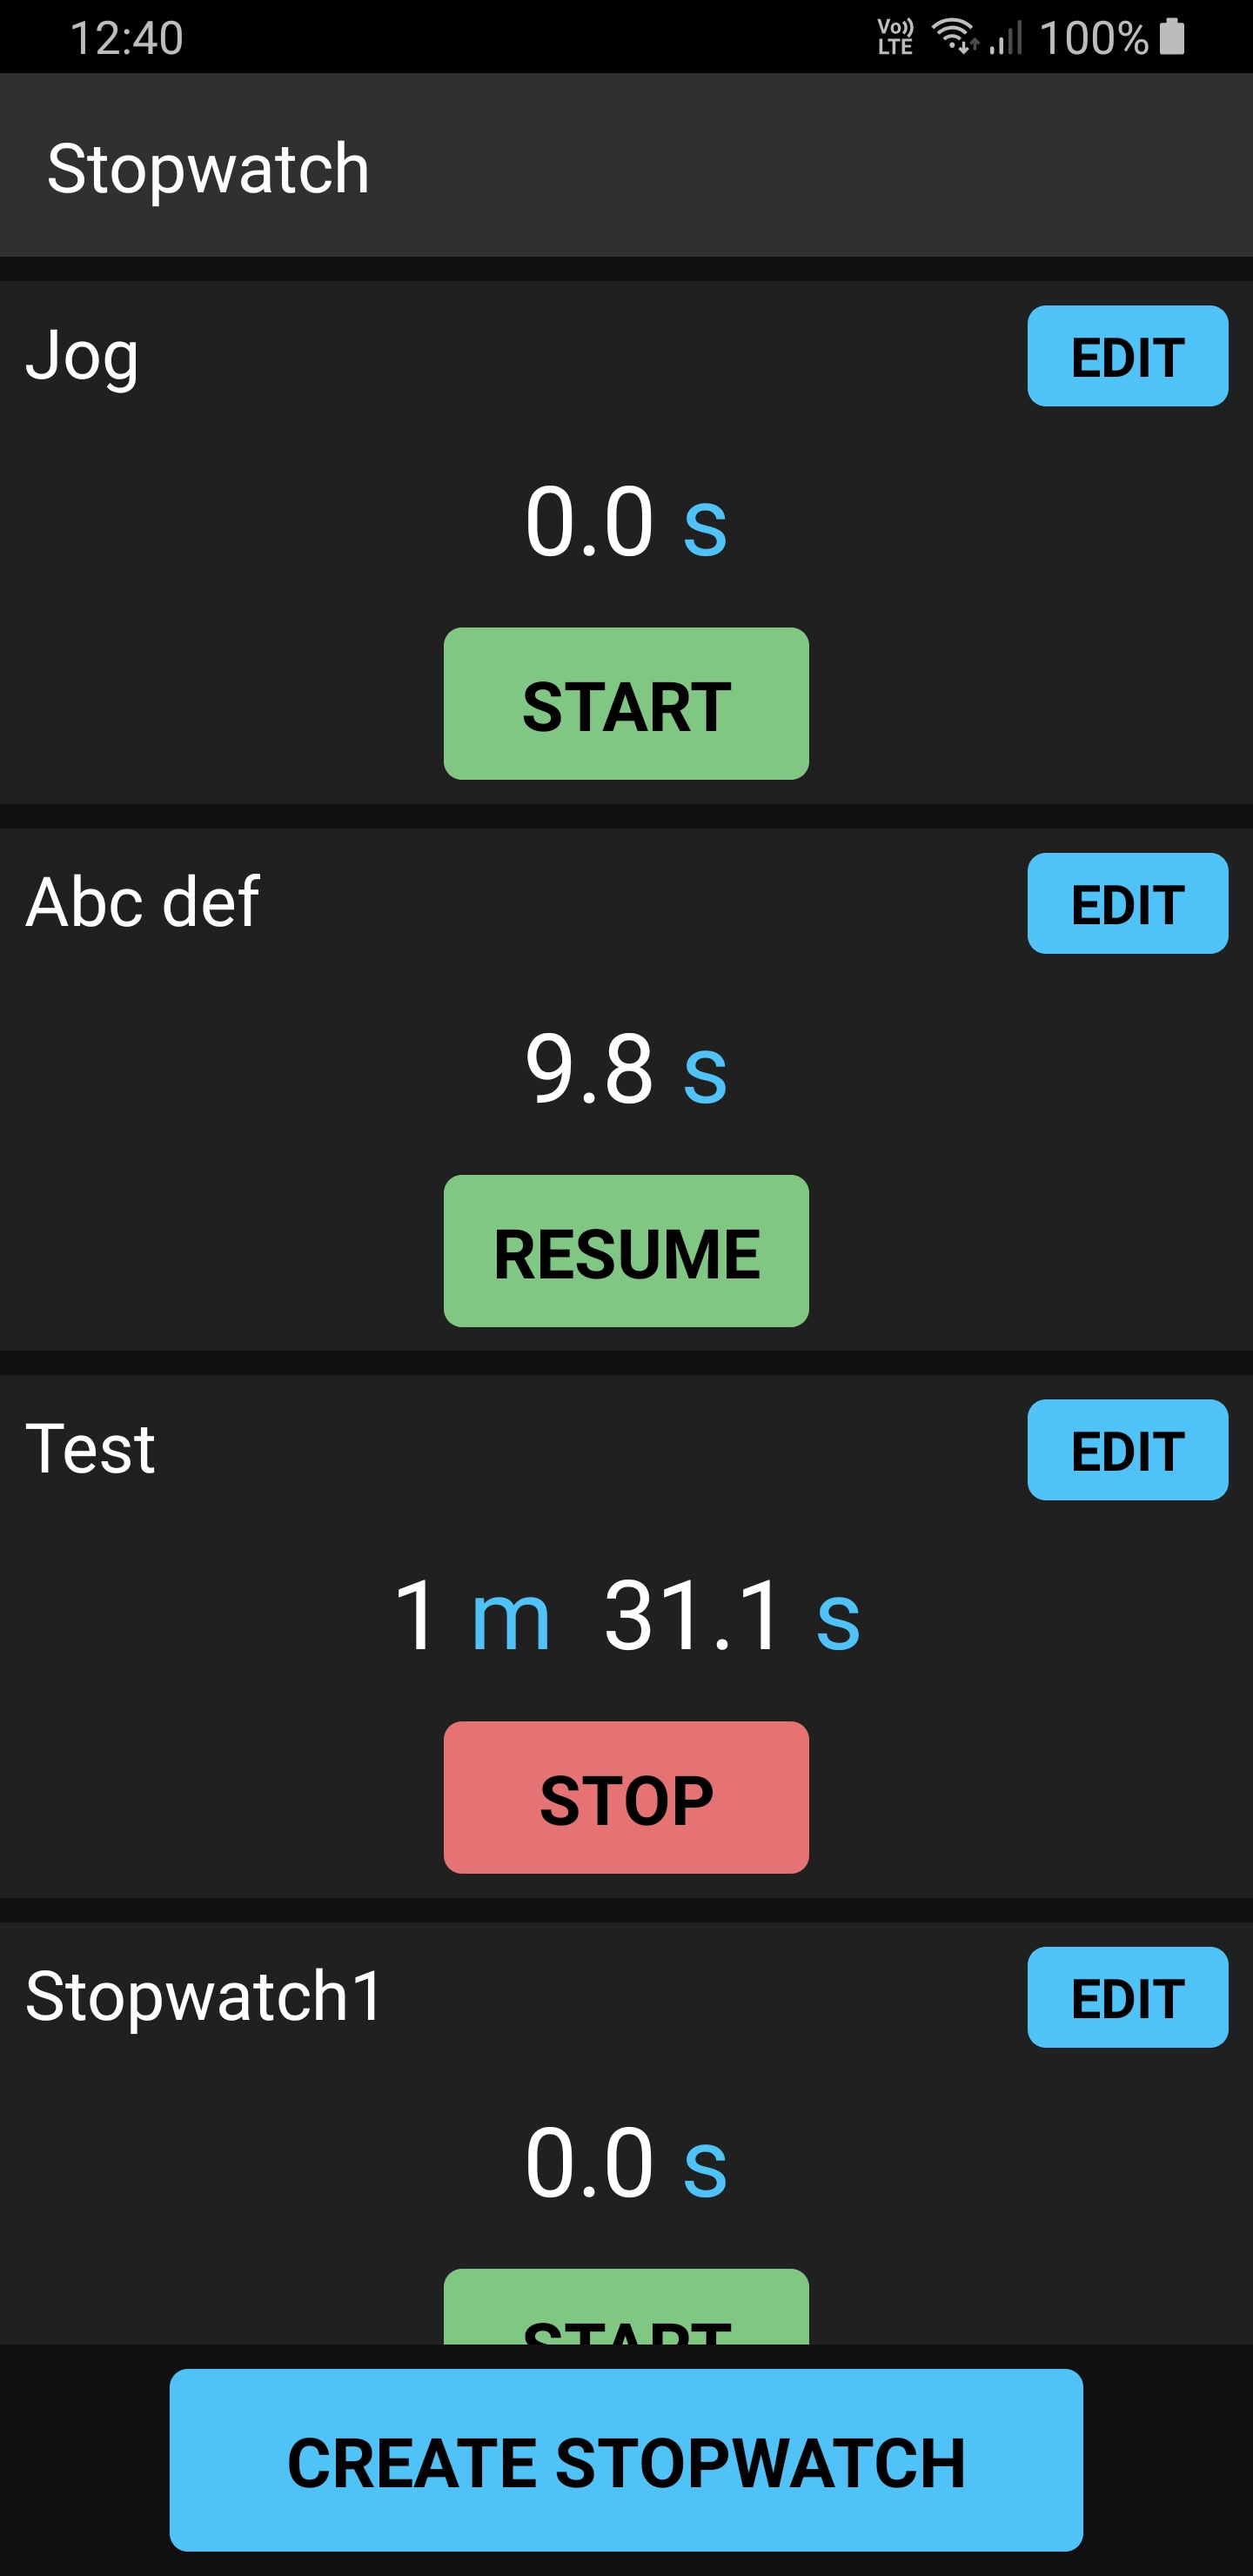 12:40 Vo)) LTE 100%
Stopwatch
Jog EDIT
0.0 s
START
Abc def EDIT
9.8 s
RESUME
Test EDIT
1 m 31.1 s
STOP
Stopwatch1 EDIT
0.0 s
START
CREATE STOPWATCH